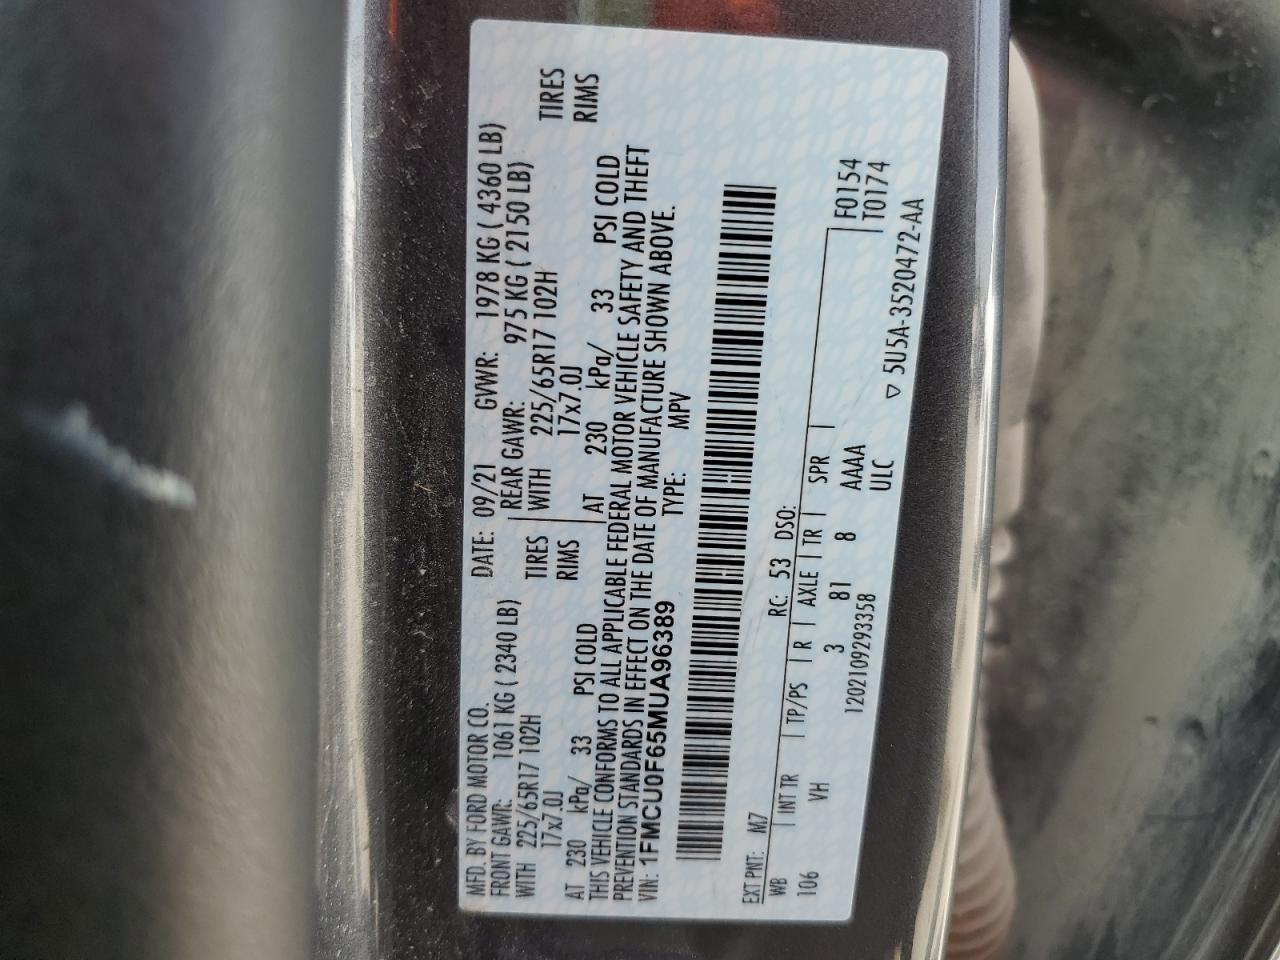 MFD. BY FORD MOTOR CO. DATE: 09/21 GVWR: 1978 KG ( 4360 LB)
FRONT GAWR: 1061 KG ( 2340 LB) REAR GAWR: 975 KG ( 2150 LB)
WITH 225/65R17 102H TIRES WITH 225/65R17 102H TIRES
17x7.0J RIMS 17x7.0J RIMS
AT 230 kPa/ 33 PSI COLD AT 230 kPa/ 33 PSI COLD
THIS VEHICLE CONFORMS TO ALL APPLICABLE FEDERAL MOTOR VEHICLE SAFETY AND THEFT
PREVENTION STANDARDS IN EFFECT ON THE DATE OF MANUFACTURE SHOWN ABOVE.
VIN: 1FMCU0F65MUA96389 TYPE: MPV
EXT PNT: M7 RC: 53 DSO:
WB INT TR TP/PS R AXLE TR SPR F0154
106 VH 3 81 8 AAAA T0174
1202109293358 ULC
▽ 5U5A-3520472-AA